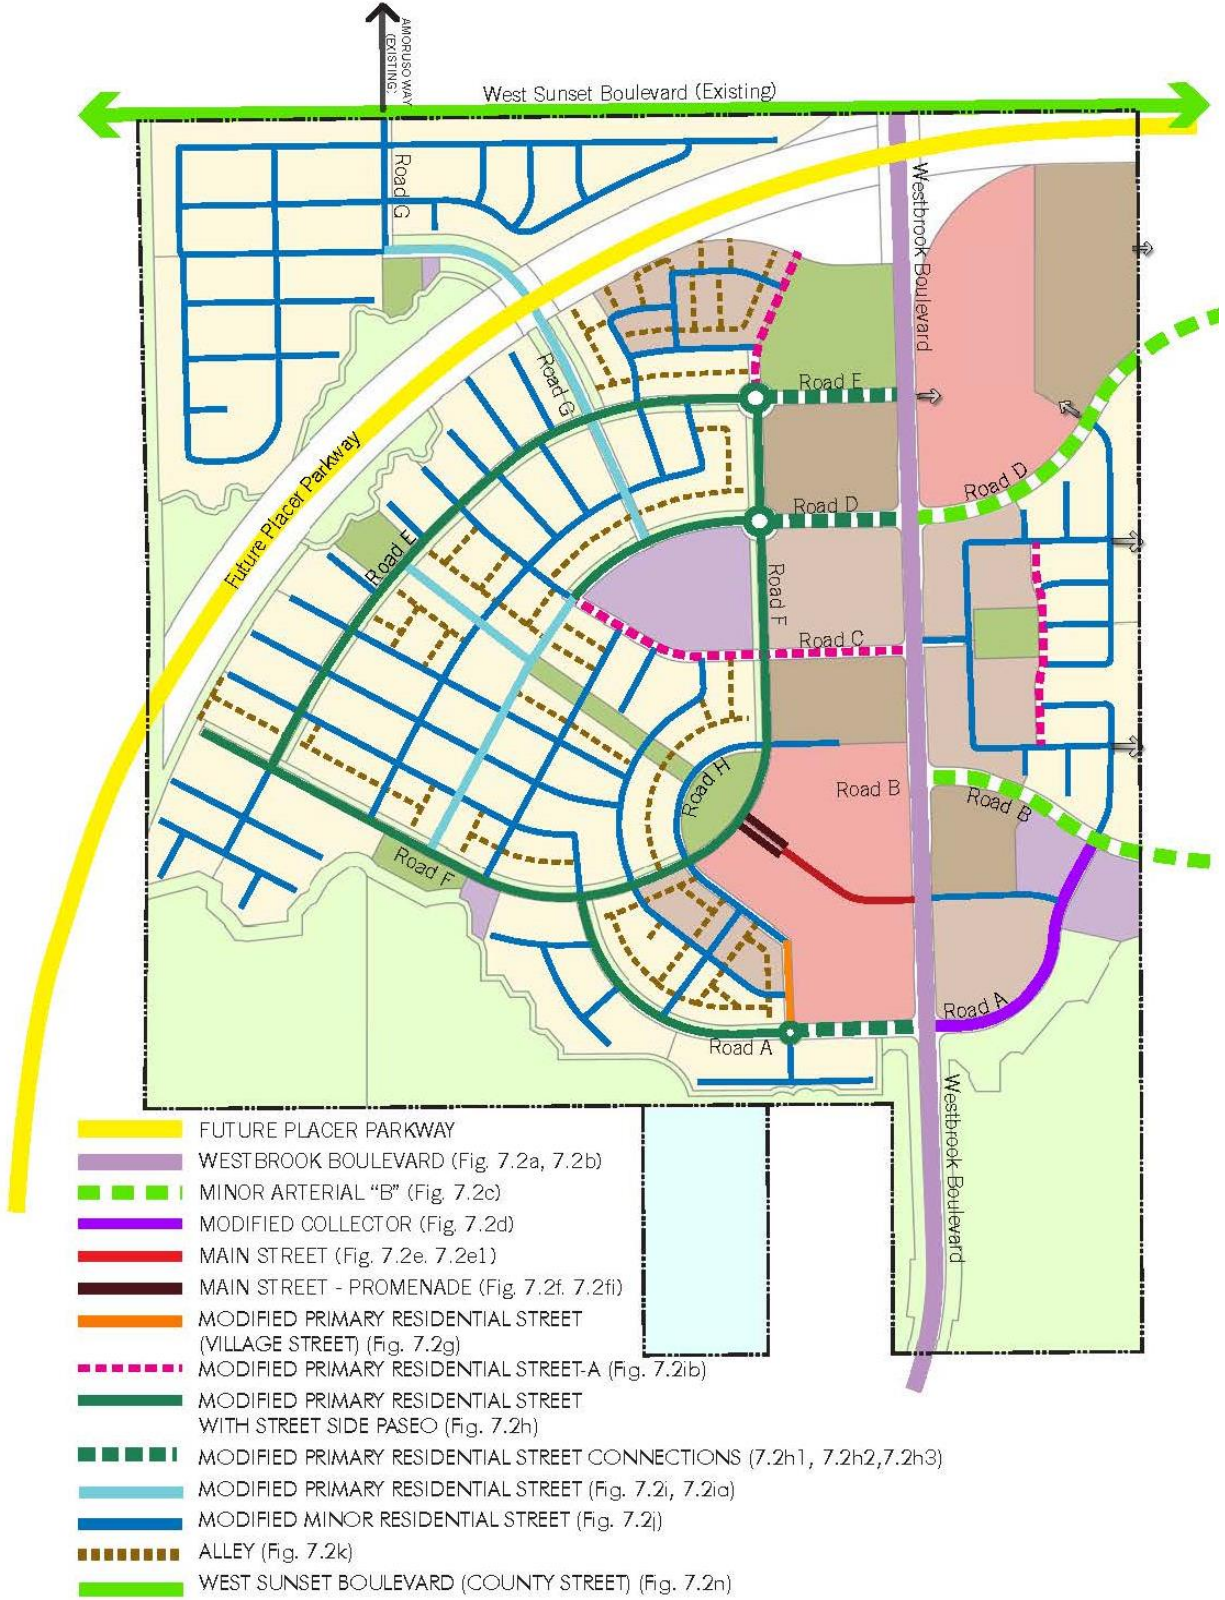 AMORUSO WAY
(EXISTING)
West Sunset Boulevard (Existing)
Road G
Westbrook Boulevard
Road G
Road E
Road D
Road D
Future Placer Parkway
Road E
Road F
Road C
Road H
Road B
Road B
Road F
Road A
Road A
Westbrook Boulevard
FUTURE PLACER PARKWAY
WESTBROOK BOULEVARD (Fig. 7.2a, 7.2b)
MINOR ARTERIAL “B” (Fig. 7.2c)
MODIFIED COLLECTOR (Fig. 7.2d)
MAIN STREET (Fig. 7.2e. 7.2e1)
MAIN STREET - PROMENADE (Fig. 7.2f. 7.2fi)
MODIFIED PRIMARY RESIDENTIAL STREET
(VILLAGE STREET) (Fig. 7.2g)
MODIFIED PRIMARY RESIDENTIAL STREET-A (Fig. 7.2ib)
MODIFIED PRIMARY RESIDENTIAL STREET
WITH STREET SIDE PASEO (Fig. 7.2h)
MODIFIED PRIMARY RESIDENTIAL STREET CONNECTIONS (7.2h1, 7.2h2,7.2h3)
MODIFIED PRIMARY RESIDENTIAL STREET (Fig. 7.2i, 7.2ia)
MODIFIED MINOR RESIDENTIAL STREET (Fig. 7.2j)
ALLEY (Fig. 7.2k)
WEST SUNSET BOULEVARD (COUNTY STREET) (Fig. 7.2n)